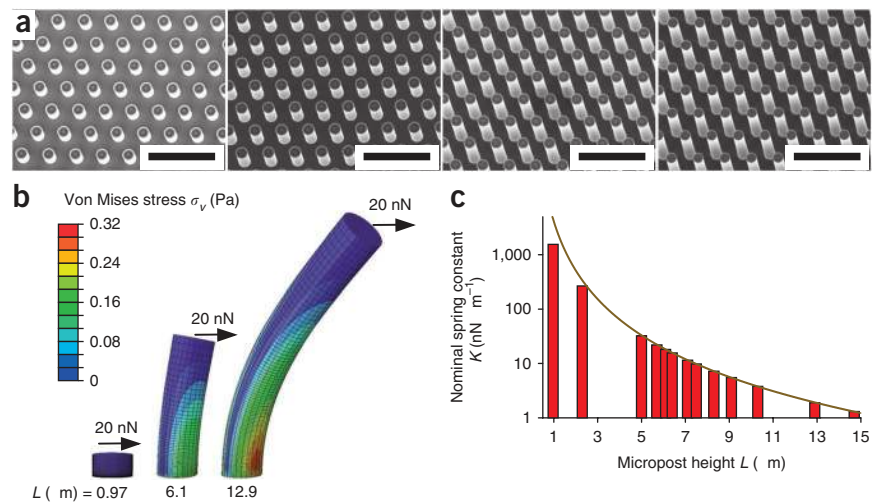 a
b
Von Mises stress σv (Pa)
0.32
0.24
0.16
0.08
0
20 nN
20 nN
20 nN
L ( m) = 0.97 6.1 12.9
c
Nominal spring constant
K (nN m−1)
1,000
100
10
1
1 3 5 7 9 11 13 15
Micropost height L ( m)